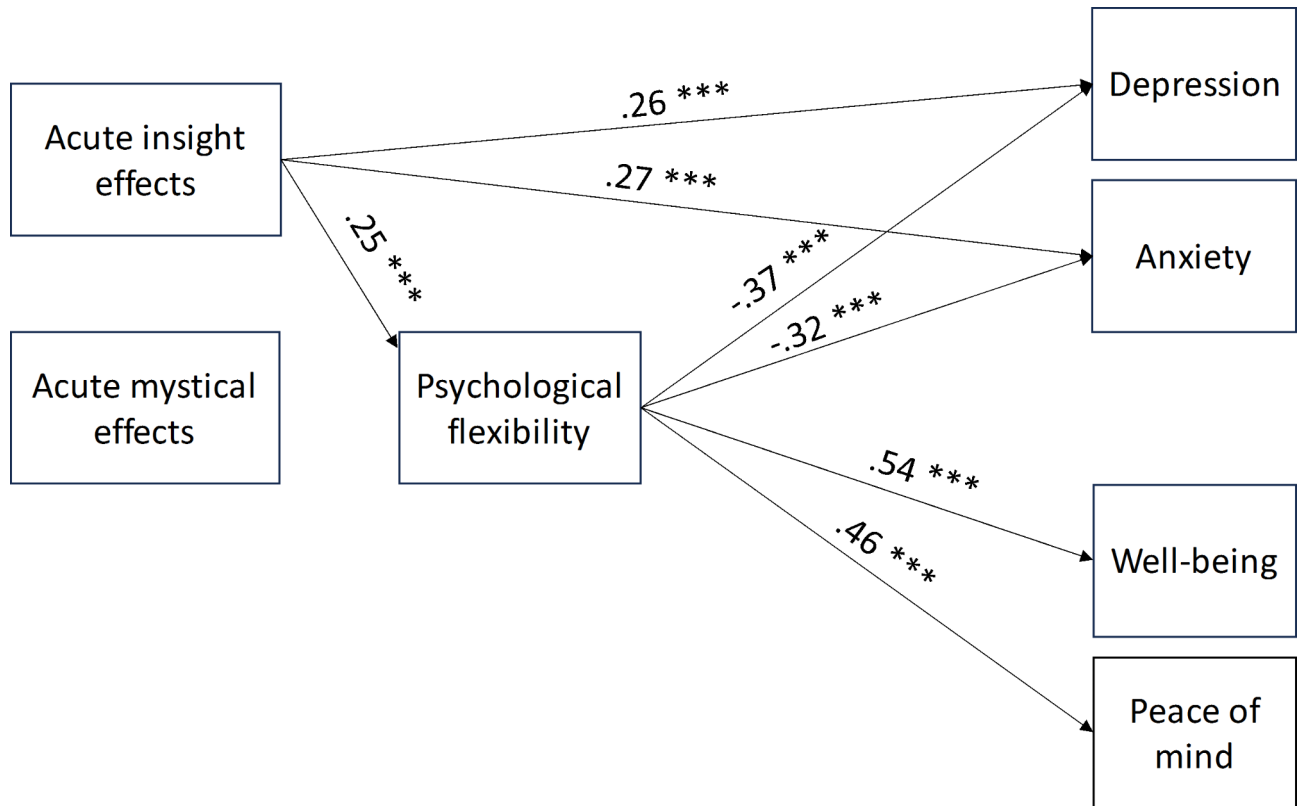 Depression
.26 ***
Acute insight
effects
.27 ***
.25 ***
Anxiety
-.37 ***
-.32 ***
Acute mystical
effects
Psychological
flexibility
.54 ***
.46 ***
Well-being
Peace of
mind